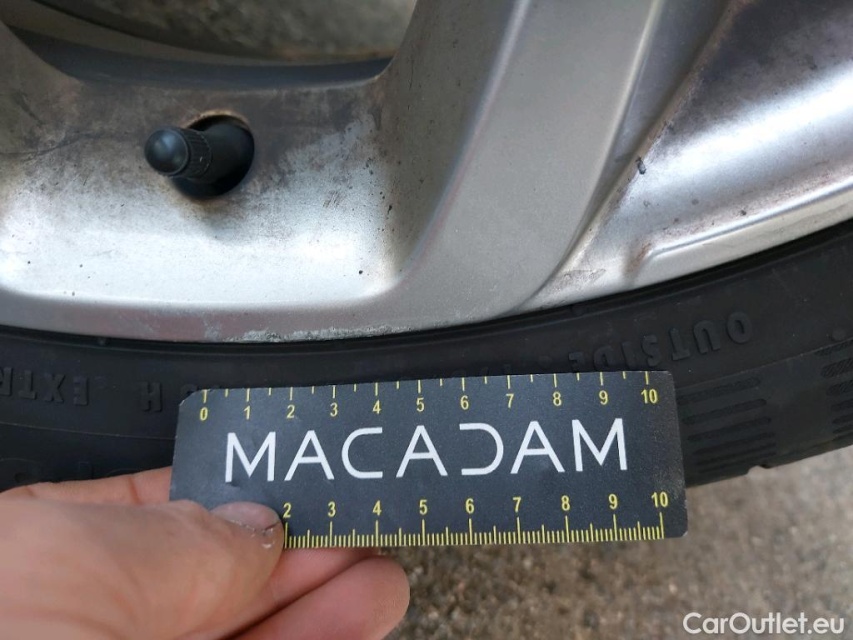 OUTSIDE
EXTR
H
0 1 2 3 4 5 6 7 8 9 10
MACADAM
2 3 4 5 6 7 8 9 10
CarOutlet.eu